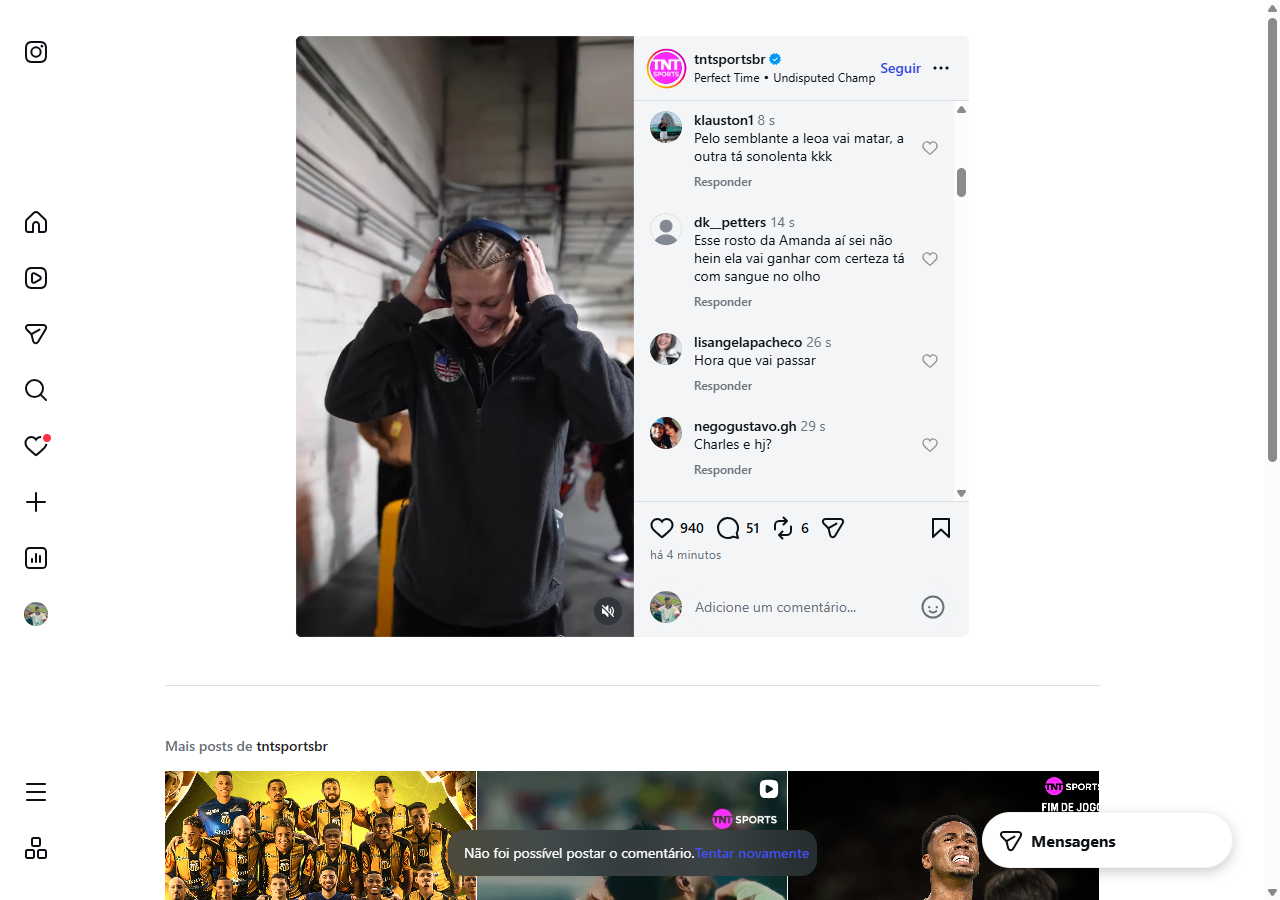 TNT
SPORTS
tntsportsbr
Perfect Time • Undisputed Champ
Seguir
klauston1 8 s
Pelo semblante a leoa vai matar, a
outra tá sonolenta kkk
Responder
dk__petters 14 s
Esse rosto da Amanda aí sei não
hein ela vai ganhar com certeza tá
com sangue no olho
Responder
lisangelapacheco 26 s
Hora que vai passar
Responder
negogustavo.gh 29 s
Charles e hj?
Responder
940
51
6
há 4 minutos
Adicione um comentário...
Mais posts de tntsportsbr
TNT SPORTS
TNT SPORTS
FIM DE JOGO
Não foi possível postar o comentário.Tentar novamente
Mensagens